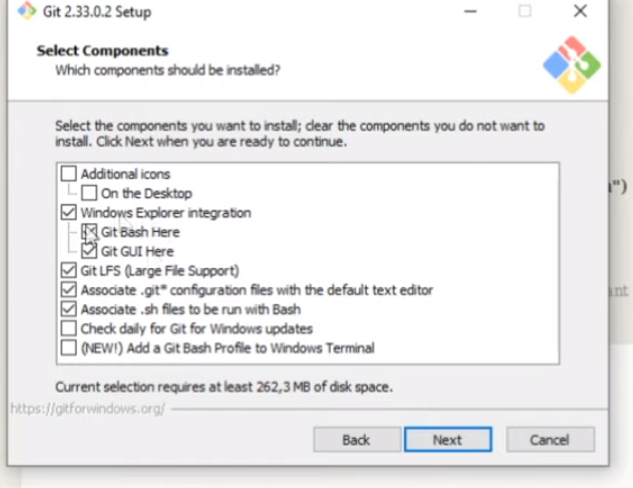 Git 2.33.0.2 Setup
Select Components
Which components should be installed?
Select the components you want to install; clear the components you do not want to
install. Click Next when you are ready to continue.
Additional icons
On the Desktop
Windows Explorer integration
Git Bash Here
Git GUI Here
Git LFS (Large File Support)
Associate .git* configuration files with the default text editor
Associate .sh files to be run with Bash
Check daily for Git for Windows updates
(NEW!) Add a Git Bash Profile to Windows Terminal
Current selection requires at least 262,3 MB of disk space.
https://gitforwindows.org/
Back
Next
Cancel